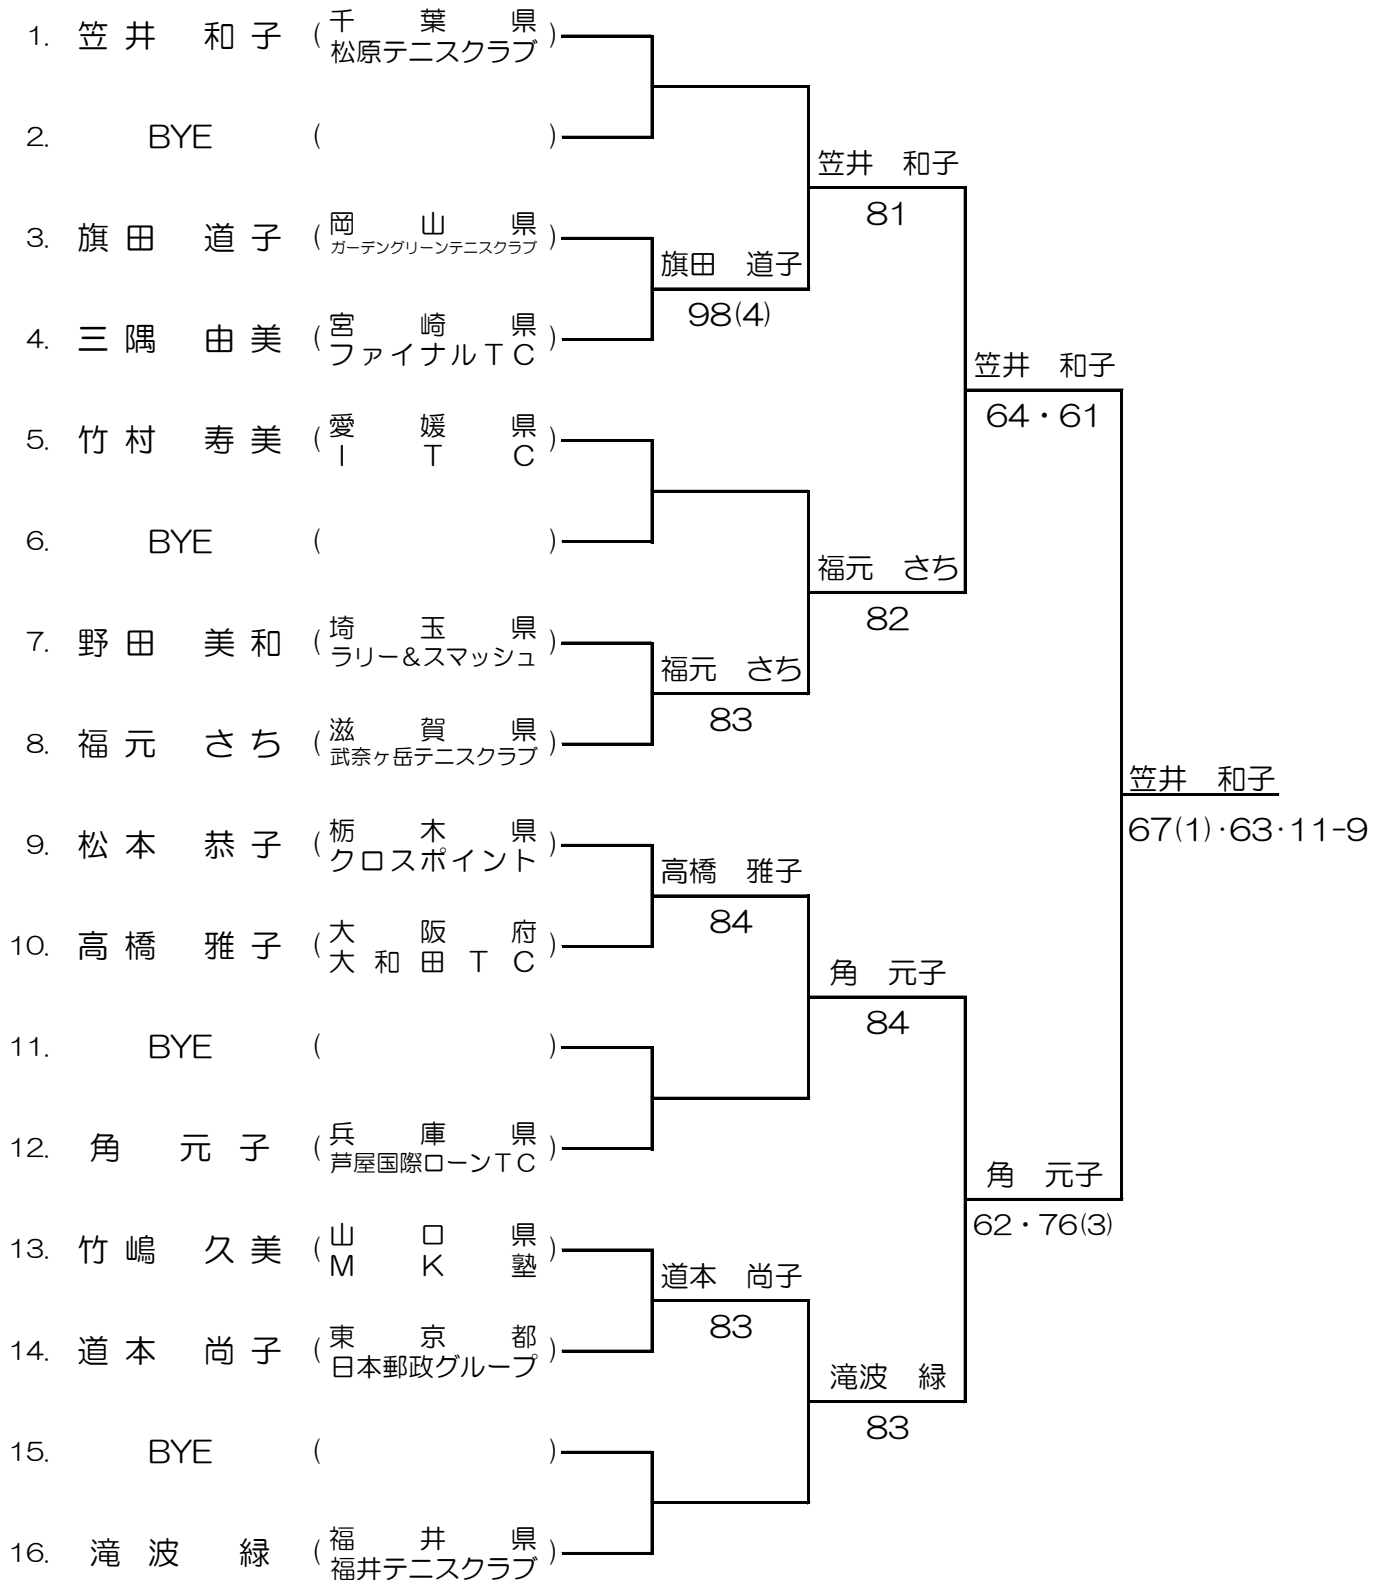 1. 笠井 和子 (千葉県
松原テニスクラブ)
2. BYE ( )
笠井 和子
81
3. 旗田 道子 (岡山県
ガーデングリーンテニスクラブ)
旗田 道子
98(4)
4. 三隅 由美 (宮崎県
ファイナルTC)
笠井 和子
64・61
5. 竹村 寿美 (愛媛県
ITC)
6. BYE ( )
福元 さち
82
7. 野田 美和 (埼玉県
ラリー&スマッシュ)
福元 さち
83
8. 福元 さち (滋賀県
武奈ヶ岳テニスクラブ)
笠井 和子
67(1)・63・11-9
9. 松本 恭子 (栃木県
クロスポイント)
高橋 雅子
84
10. 高橋 雅子 (大阪府
大和田TC)
角 元子
84
11. BYE ( )
12. 角 元子 (兵庫県
芦屋国際ローンTC)
角 元子
62・76(3)
13. 竹嶋 久美 (山口県
MK塾)
道本 尚子
83
14. 道本 尚子 (東京都
日本郵政グループ)
滝波 緑
83
15. BYE ( )
16. 滝波 緑 (福井県
福井テニスクラブ)